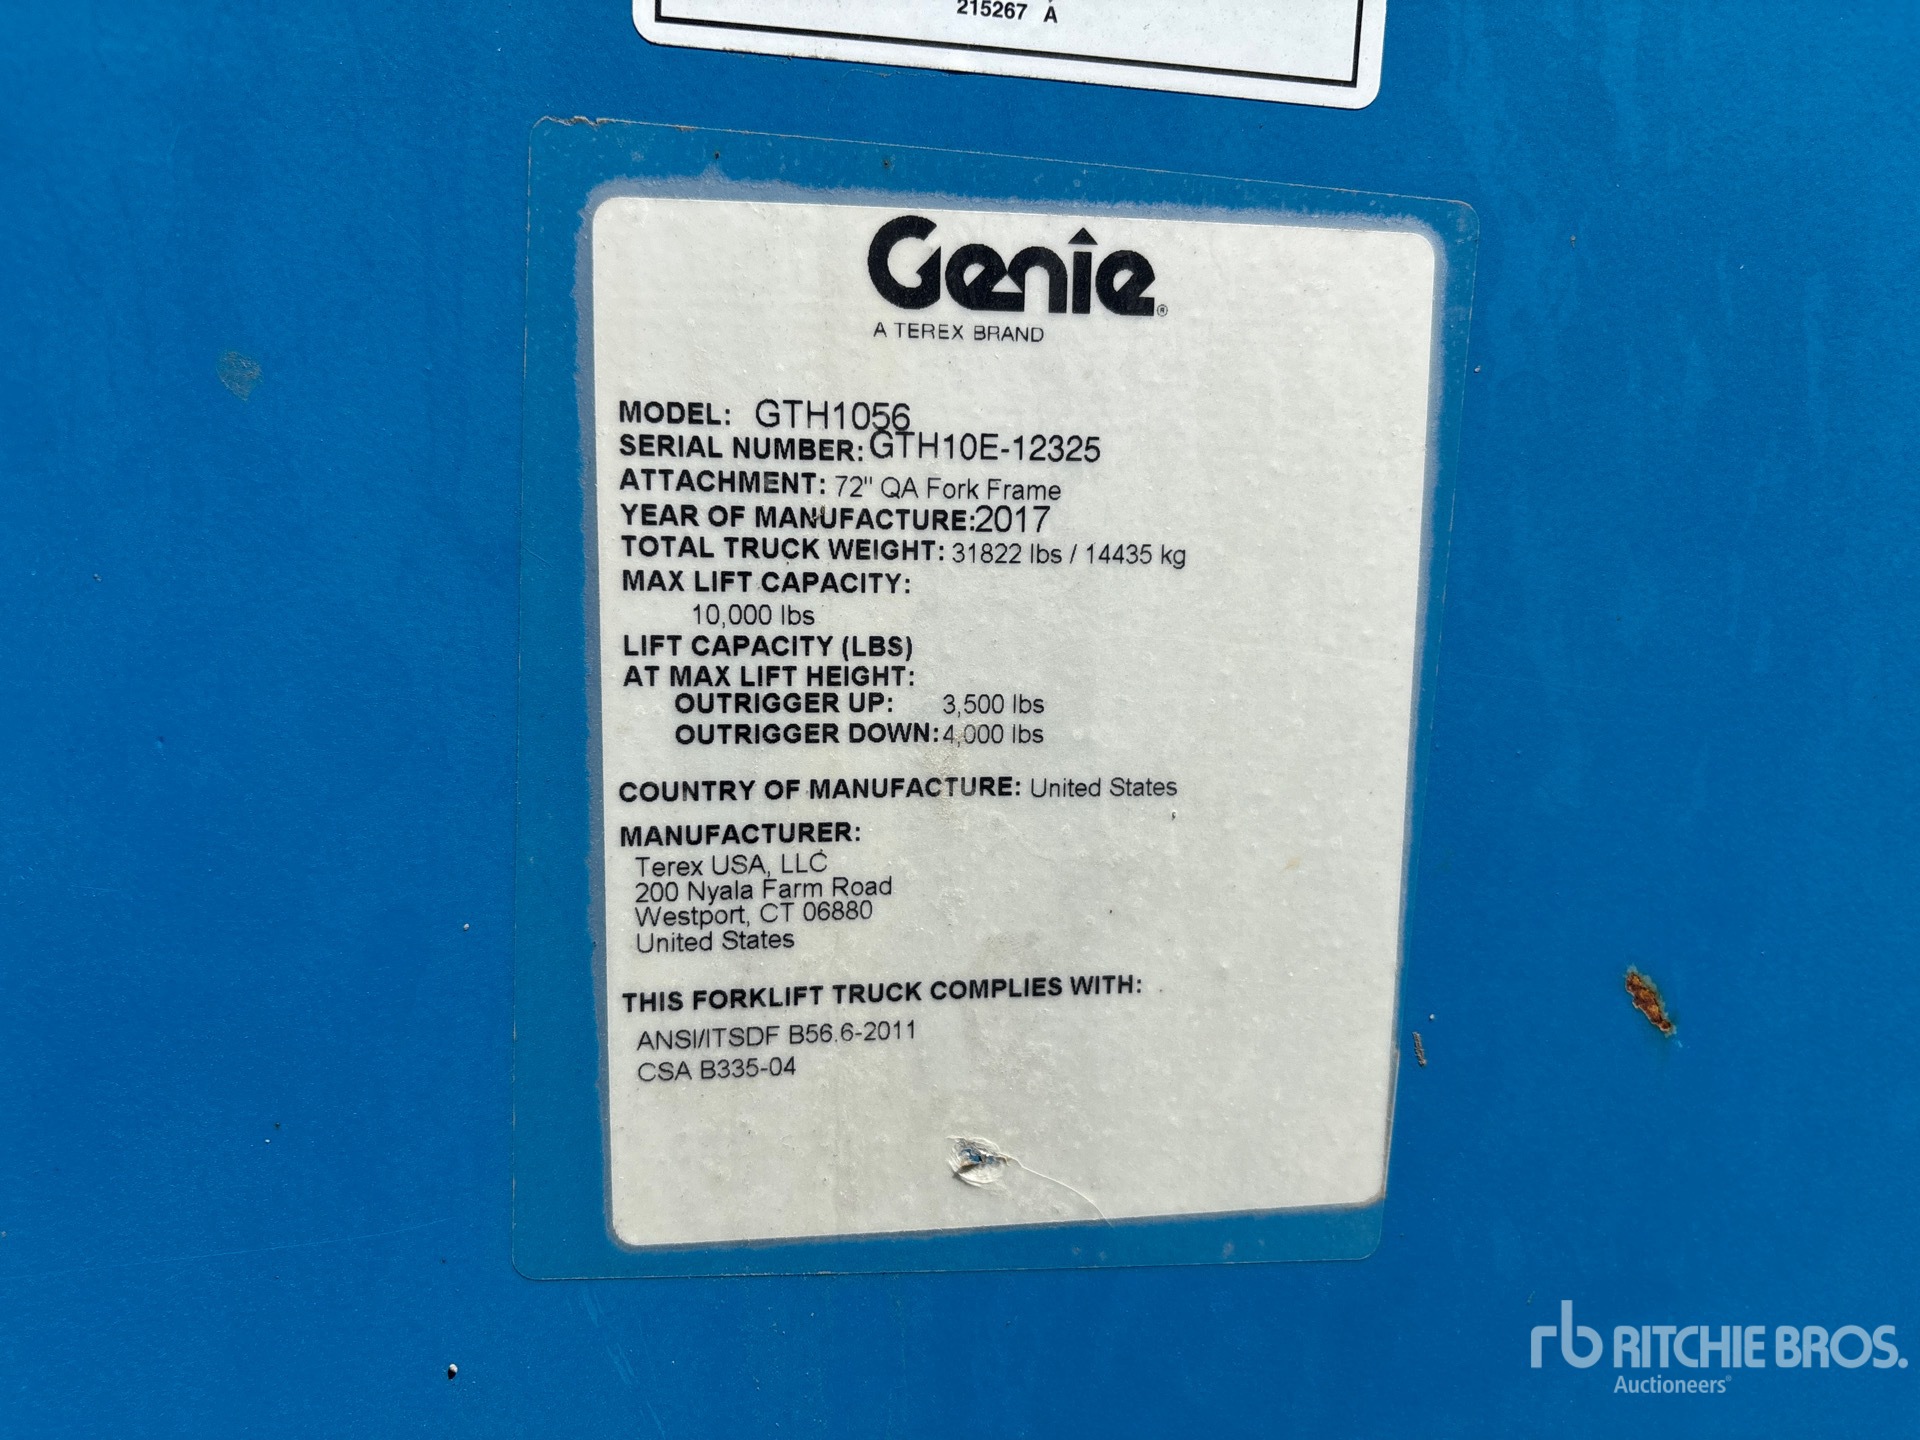 215267 A
Genie®
A TEREX BRAND
MODEL: GTH1056
SERIAL NUMBER: GTH10E-12325
ATTACHMENT: 72" QA Fork Frame
YEAR OF MANUFACTURE: 2017
TOTAL TRUCK WEIGHT: 31822 lbs / 14435 kg
MAX LIFT CAPACITY:
10,000 lbs
LIFT CAPACITY (LBS)
AT MAX LIFT HEIGHT:
OUTRIGGER UP: 3,500 lbs
OUTRIGGER DOWN: 4,000 lbs
COUNTRY OF MANUFACTURE: United States
MANUFACTURER:
Terex USA, LLC
200 Nyala Farm Road
Westport, CT 06880
United States
THIS FORKLIFT TRUCK COMPLIES WITH:
ANSI/ITSDF B56.6-2011
CSA B335-04
rb RITCHIE BROS.
Auctioneers®